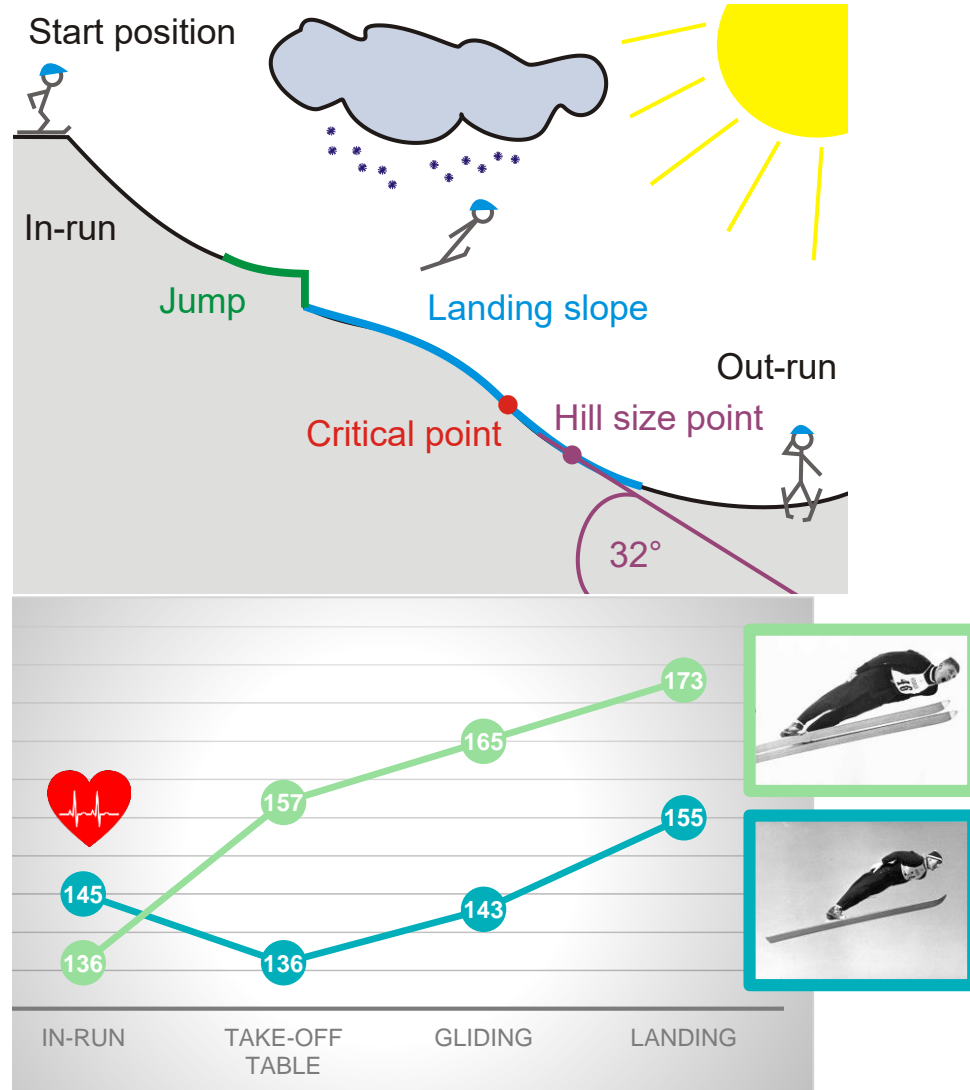 Start position
In-run
Jump
Landing slope
Out-run
Critical point
Hill size point
32°
173
165
157
155
145
143
136
136
IN-RUN
TAKE-OFF
TABLE
GLIDING
LANDING